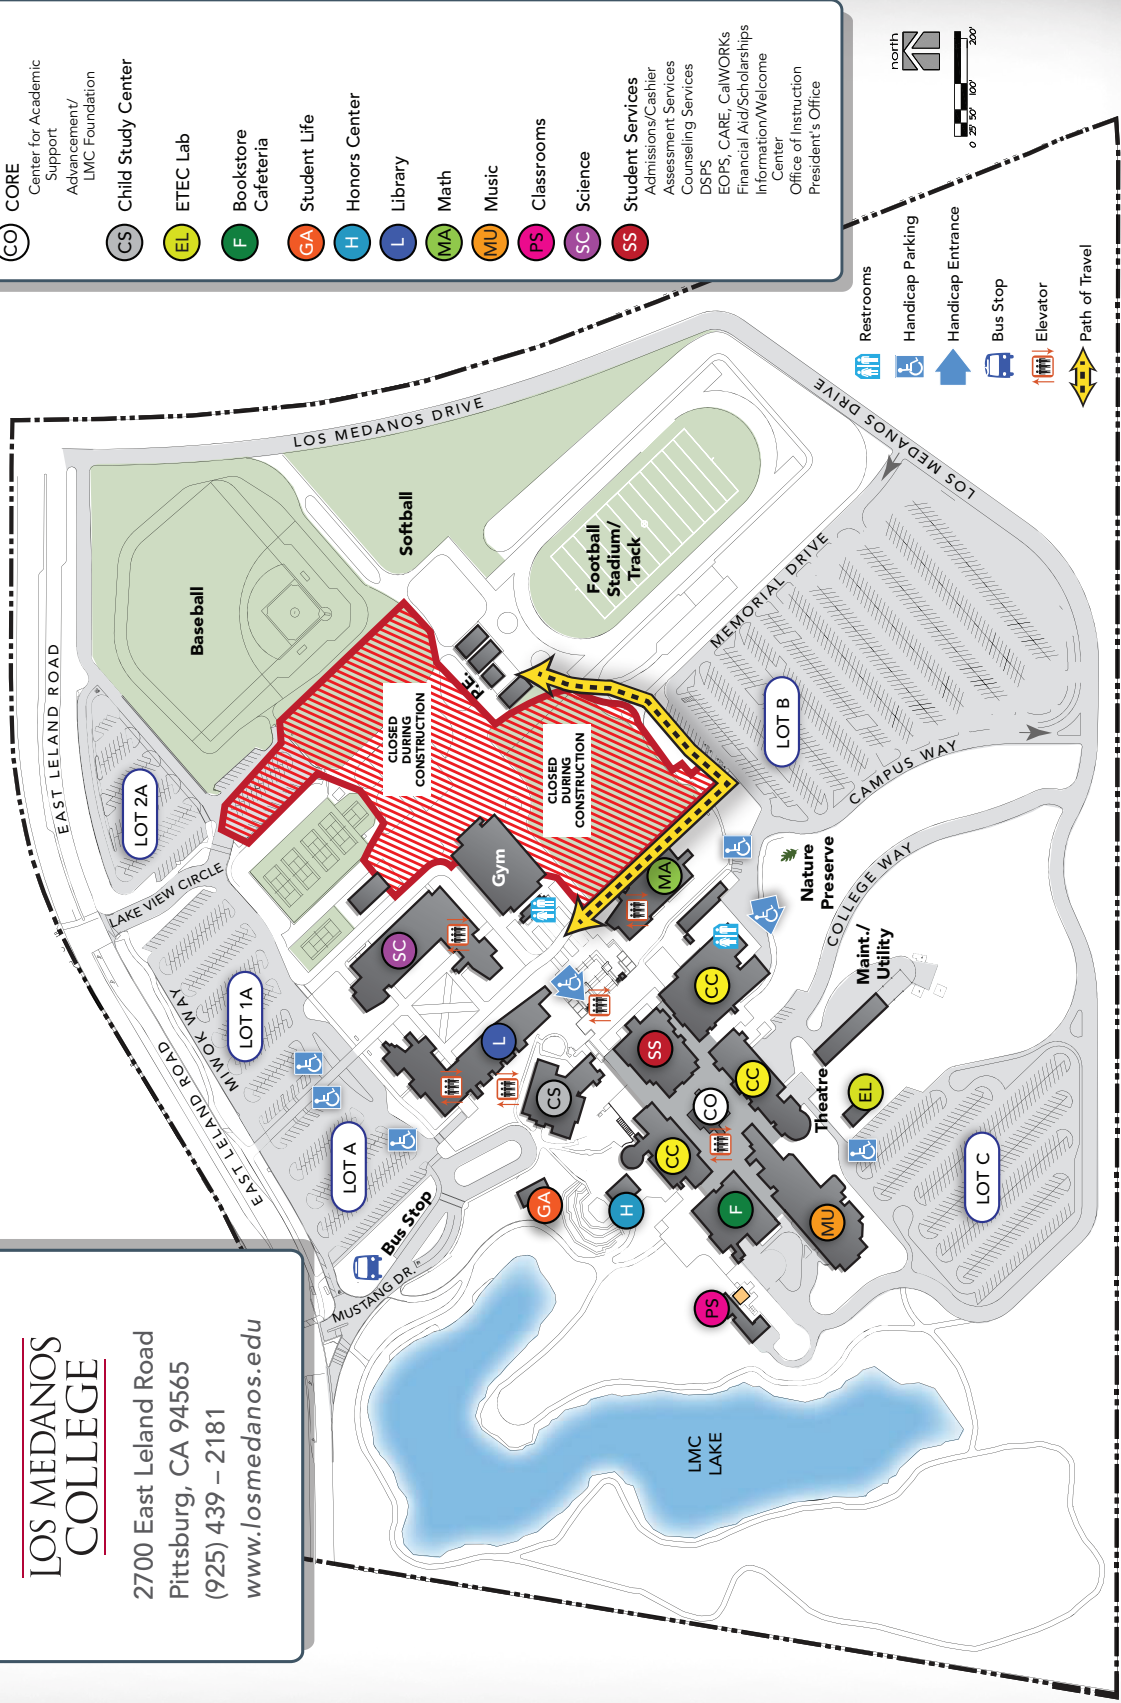 LOS MEDANOS
COLLEGE
2700 East Leland Road
Pittsburg, CA 94565
(925) 439 – 2181
www.losmedanos.edu
CO
CORE
Center for Academic
Support
Advancement/
LMC Foundation
CS
Child Study Center
EL
ETEC Lab
F
Bookstore
Cafeteria
GA
Student Life
H
Honors Center
L
Library
MA
Math
MU
Music
PS
Classrooms
SC
Science
SS
Student Services
Admissions/Cashier
Assessment Services
Counseling Services
DSPS
EOPS, CARE, CalWORKs
Financial Aid/Scholarships
Information/Welcome
Center
Office of Instruction
President's Office
north
0 25' 50' 100' 200'
Restrooms
Handicap Parking
Handicap Entrance
Bus Stop
Elevator
Path of Travel
EAST LELAND ROAD
EAST LELAND ROAD
LOT 2A
LAKE VIEW CIRCLE
LOT 1A
MIWOK WAY
LOT A
Bus Stop
MUSTANG DR.
Baseball
LOS MEDANOS DRIVE
Softball
Football
Stadium/
Track
LOS MEDANOS DRIVE
MEMORIAL DRIVE
P.E.
CLOSED
DURING
CONSTRUCTION
CLOSED
DURING
CONSTRUCTION
Gym
SC
L
CS
MA
CC
SS
CC
CO
CC
GA
H
F
MU
PS
Theatre
EL
Maint./
Utility
Nature
Preserve
LOT B
CAMPUS WAY
COLLEGE WAY
LOT C
LMC
LAKE